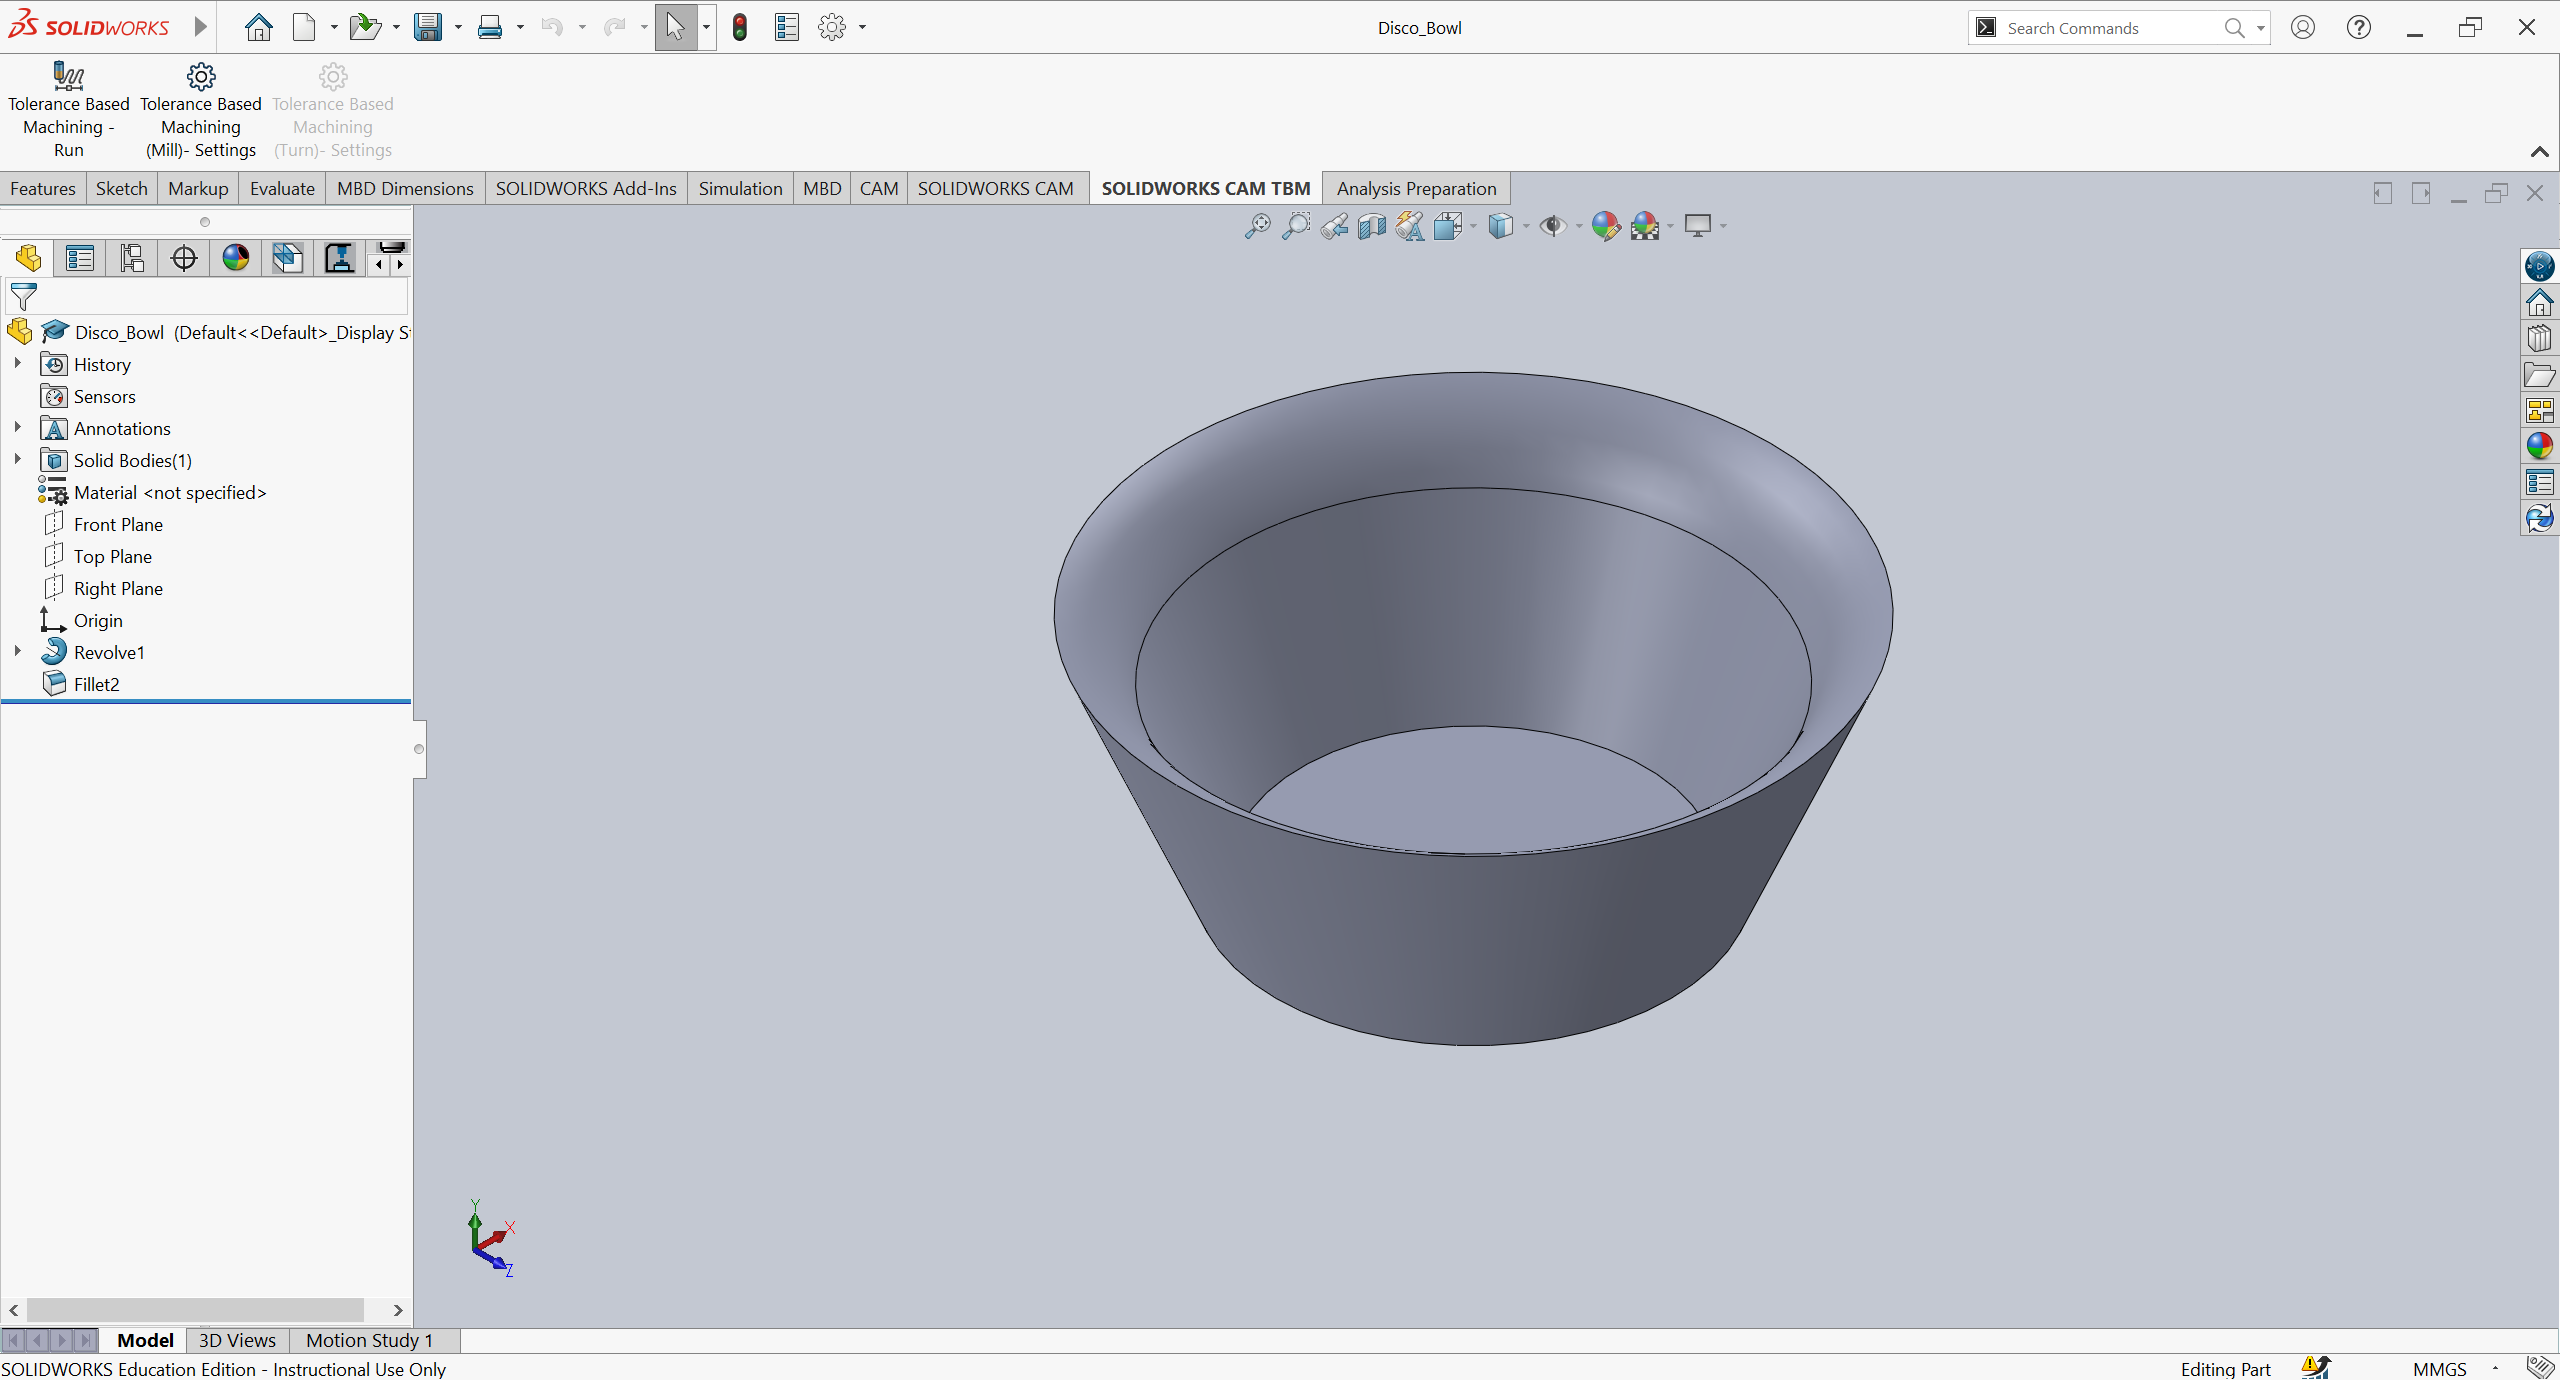 SOLIDWORKS
Disco_Bowl
Search Commands
Tolerance Based
Machining -
Run
Tolerance Based
Machining
(Mill)- Settings
Tolerance Based
Machining
(Turn)- Settings
Features Sketch Markup Evaluate MBD Dimensions SOLIDWORKS Add-Ins Simulation MBD CAM SOLIDWORKS CAM SOLIDWORKS CAM TBM Analysis Preparation
Disco_Bowl (Default<<Default>_Display S
History
Sensors
Annotations
Solid Bodies(1)
Material <not specified>
Front Plane
Top Plane
Right Plane
Origin
Revolve1
Fillet2
Y
X
Z
Model 3D Views Motion Study 1
SOLIDWORKS Education Edition - Instructional Use Only
Editing Part
MMGS